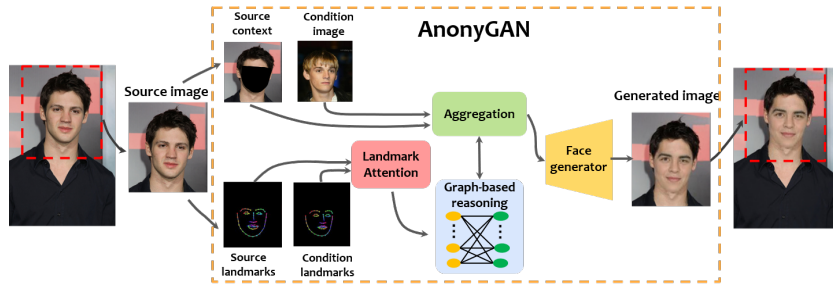 Source
context
Condition
image
AnonyGAN
Source image
Aggregation
Generated image
Landmark
Attention
Face
generator
Graph-based
reasoning
Source
landmarks
Condition
landmarks